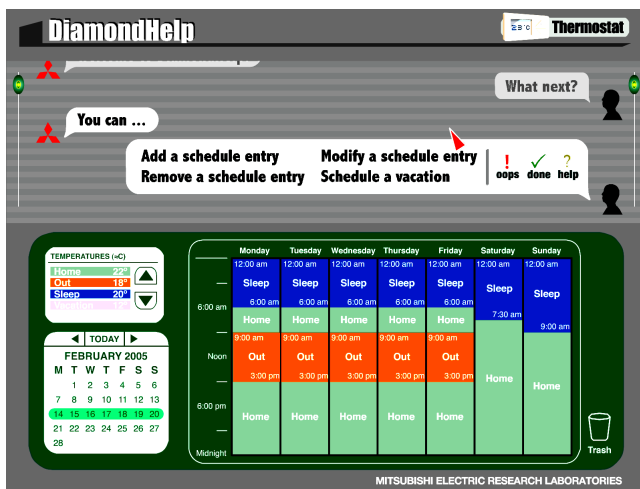 DiamondHelp
23°C
Thermostat
What next?
You can ...
Add a schedule entry
Modify a schedule entry
Remove a schedule entry
Schedule a vacation
! oops
✓ done
? help
TEMPERATURES (°C)
Home 22°
Out 18°
Sleep 20°
TODAY
FEBRUARY 2005
M T W T F S S
1 2 3 4 5 6
7 8 9 10 11 12 13
14 15 16 17 18 19 20
21 22 23 24 25 26 27
28
Monday Tuesday Wednesday Thursday Friday Saturday Sunday
12:00 am 12:00 am 12:00 am 12:00 am 12:00 am 12:00 am 12:00 am
Sleep Sleep Sleep Sleep Sleep Sleep Sleep
6:00 am 6:00 am 6:00 am 6:00 am 6:00 am 6:00 am
7:30 am
Home Home Home Home Home
9:00 am
9:00 am 9:00 am 9:00 am 9:00 am 9:00 am
Noon Out Out Out Out Out
3:00 pm 3:00 pm 3:00 pm 3:00 pm 3:00 pm
Home Home
6:00 pm
Home Home Home Home Home
Midnight
Trash
MITSUBISHI ELECTRIC RESEARCH LABORATORIES